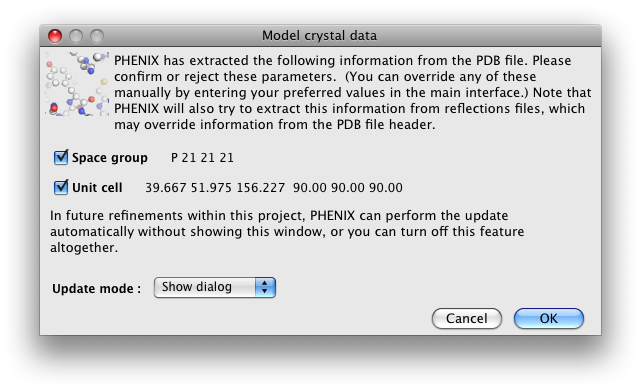 Model crystal data
PHENIX has extracted the following information from the PDB file. Please
confirm or reject these parameters. (You can override any of these
manually by entering your preferred values in the main interface.) Note that
PHENIX will also try to extract this information from reflections files, which
may override information from the PDB file header.
Space group P 21 21 21
Unit cell 39.667 51.975 156.227 90.00 90.00 90.00
In future refinements within this project, PHENIX can perform the update
automatically without showing this window, or you can turn off this feature
altogether.
Update mode : Show dialog
Cancel OK